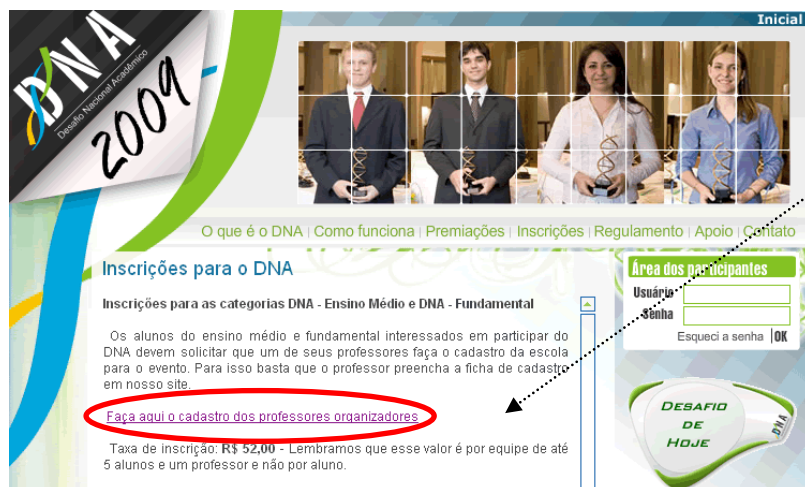 Inicial
DNA
Desafio Nacional Acadêmico
2009
O que é o DNA | Como funciona | Premiações | Inscrições | Regulamento | Apoio | Contato
Inscrições para o DNA
Inscrições para as categorias DNA - Ensino Médio e DNA - Fundamental
Os alunos do ensino médio e fundamental interessados em participar do
DNA devem solicitar que um de seus professores faça o cadastro da escola
para o evento. Para isso basta que o professor preencha a ficha de cadastro
em nosso site.
Faça aqui o cadastro dos professores organizadores
Taxa de inscrição: R$ 52,00 - Lembramos que esse valor é por equipe de até
5 alunos e um professor e não por aluno.
Área dos participantes
Usuário
Senha
Esqueci a senha | OK
DESAFIO
DE
HOJE
DNA